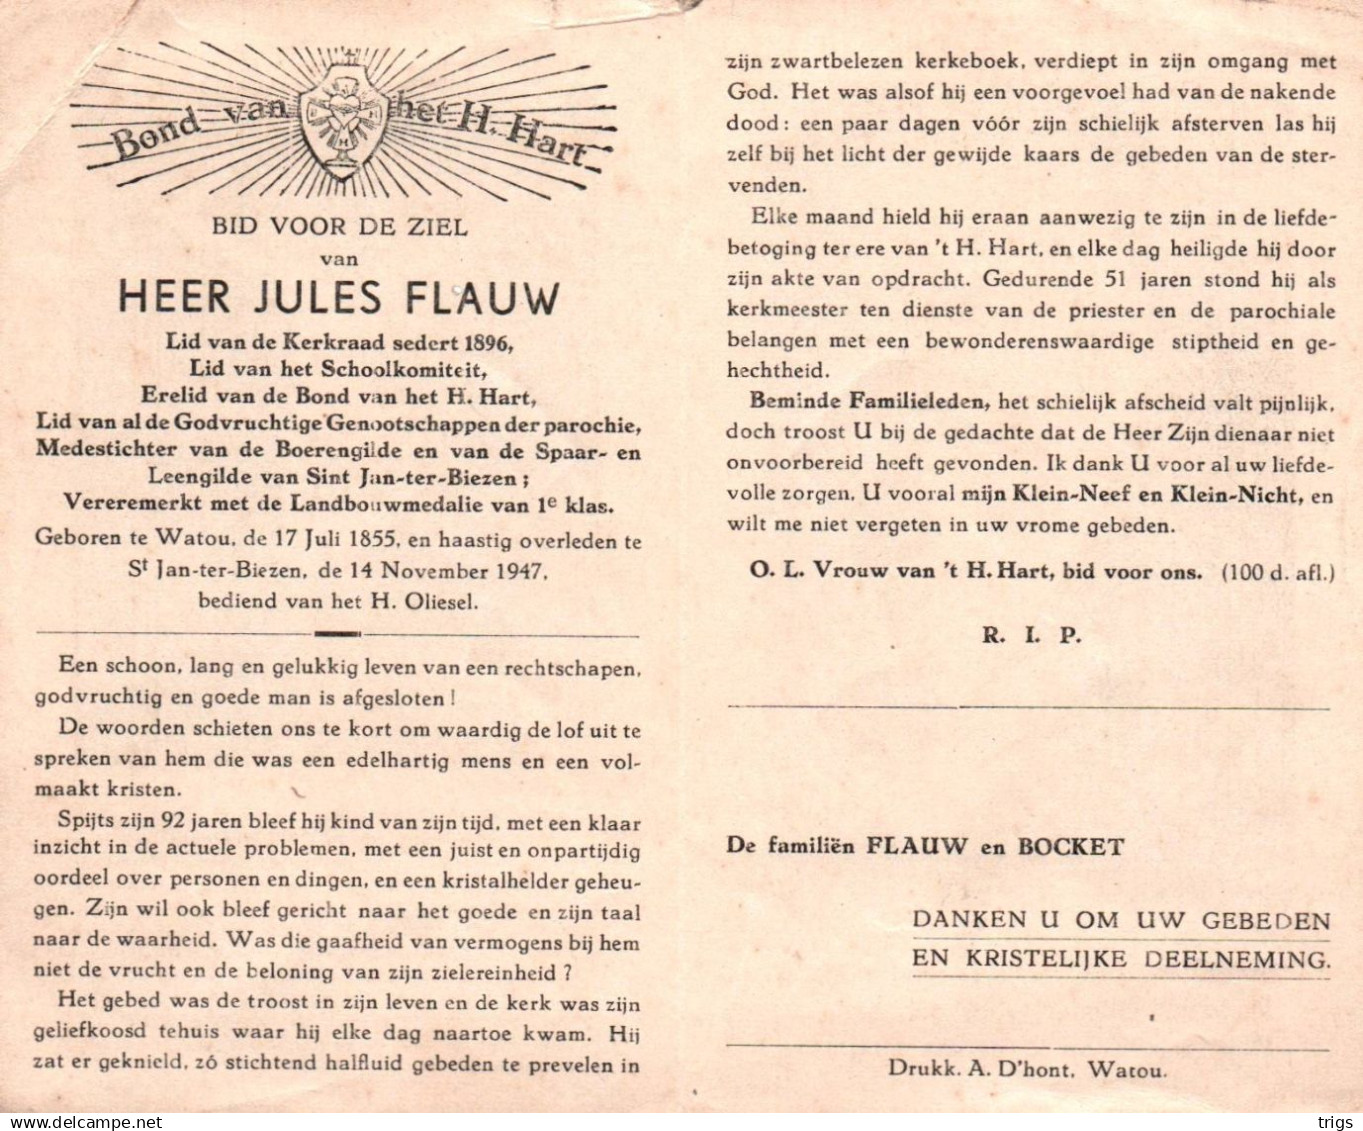 Bond van het H. Hart
BID VOOR DE ZIEL
van
HEER JULES FLAUW
Lid van de Kerkraad sedert 1896,
Lid van het Schoolkomiteit,
Erelid van de Bond van het H. Hart,
Lid van al de Godvruchtige Genootschappen der parochie,
Medestichter van de Boerengilde en van de Spaar- en
Leengilde van Sint Jan-ter-Biezen ;
Vereremerkt met de Landbouwmedalie van 1e klas.
Geboren te Watou, de 17 Juli 1855, en haastig overleden te
St Jan-ter-Biezen, de 14 November 1947,
bediend van het H. Oliesel.
Een schoon, lang en gelukkig leven van een rechtschapen,
godvruchtig en goede man is afgesloten !
De woorden schieten ons te kort om waardig de lof uit te
spreken van hem die was een edelhartig mens en een vol-
maakt kristen.
Spijts zijn 92 jaren bleef hij kind van zijn tijd, met een klaar
inzicht in de actuele problemen, met een juist en onpartijdig
oordeel over personen en dingen, en een kristalhelder geheu-
gen. Zijn wil ook bleef gericht naar het goede en zijn taal
naar de waarheid. Was die gaafheid van vermogens bij hem
niet de vrucht en de beloning van zijn zielereinheid ?
Het gebed was de troost in zijn leven en de kerk was zijn
geliefkoosd tehuis waar hij elke dag naartoe kwam. Hij
zat er geknield, zó stichtend halfluid gebeden te prevelen in
zijn zwartbelezen kerkeboek, verdiept in zijn omgang met
God. Het was alsof hij een voorgevoel had van de nakende
dood : een paar dagen vóór zijn schielijk afsterven las hij
zelf bij het licht der gewijde kaars de gebeden van de ster-
venden.
Elke maand hield hij eraan aanwezig te zijn in de liefde-
betoging ter ere van 't H. Hart, en elke dag heiligde hij door
zijn akte van opdracht. Gedurende 51 jaren stond hij als
kerkmeester ten dienste van de priester en de parochiale
belangen met een bewonderenswaardige stiptheid en ge-
hechtheid.
Beminde Familieleden, het schielijk afscheid valt pijnlijk,
doch troost U bij de gedachte dat de Heer Zijn dienaar niet
onvoorbereid heeft gevonden. Ik dank U voor al uw liefde-
volle zorgen, U vooral mijn Klein-Neef en Klein-Nicht, en
wilt me niet vergeten in uw vrome gebeden.
O. L. Vrouw van 't H. Hart, bid voor ons. (100 d. afl.)
R. I. P.
De familiën FLAUW en BOCKET
DANKEN U OM UW GEBEDEN
EN KRISTELIJKE DEELNEMING.
Drukk. A. D'hont, Watou.
trigs